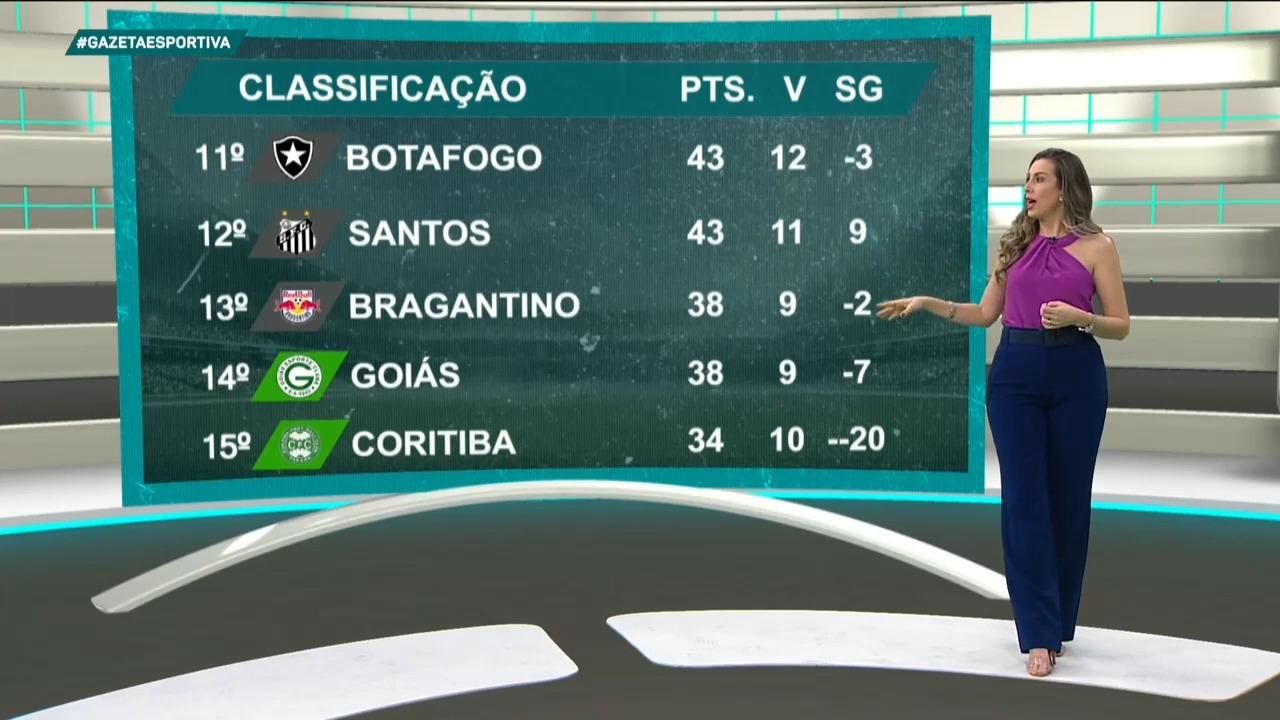 #GAZETAESPORTIVA
CLASSIFICAÇÃO PTS. V SG
11º BOTAFOGO 43 12 -3
12º SANTOS 43 11 9
13º RedBull BRAGANTINO 38 9 -2
14º GOIÁS 38 9 -7
15º CORITIBA 34 10 --20